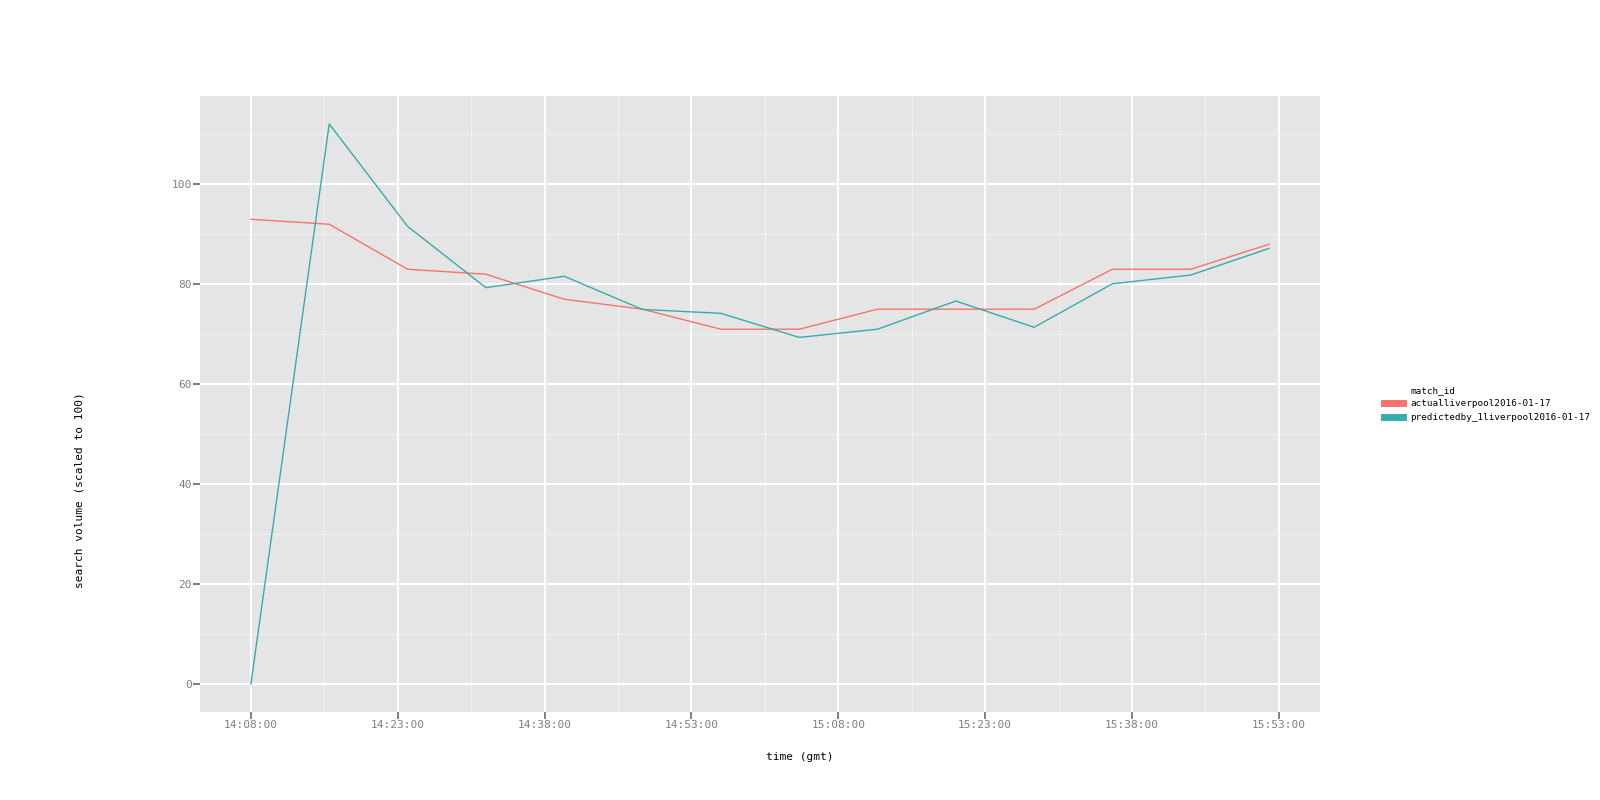 100
80
60
40
20
0
search volume (scaled to 100)
14:08:00 14:23:00 14:38:00 14:53:00 15:08:00 15:23:00 15:38:00 15:53:00
time (gmt)
match_id
actualliverpool2016-01-17
predictedby_1liverpool2016-01-17